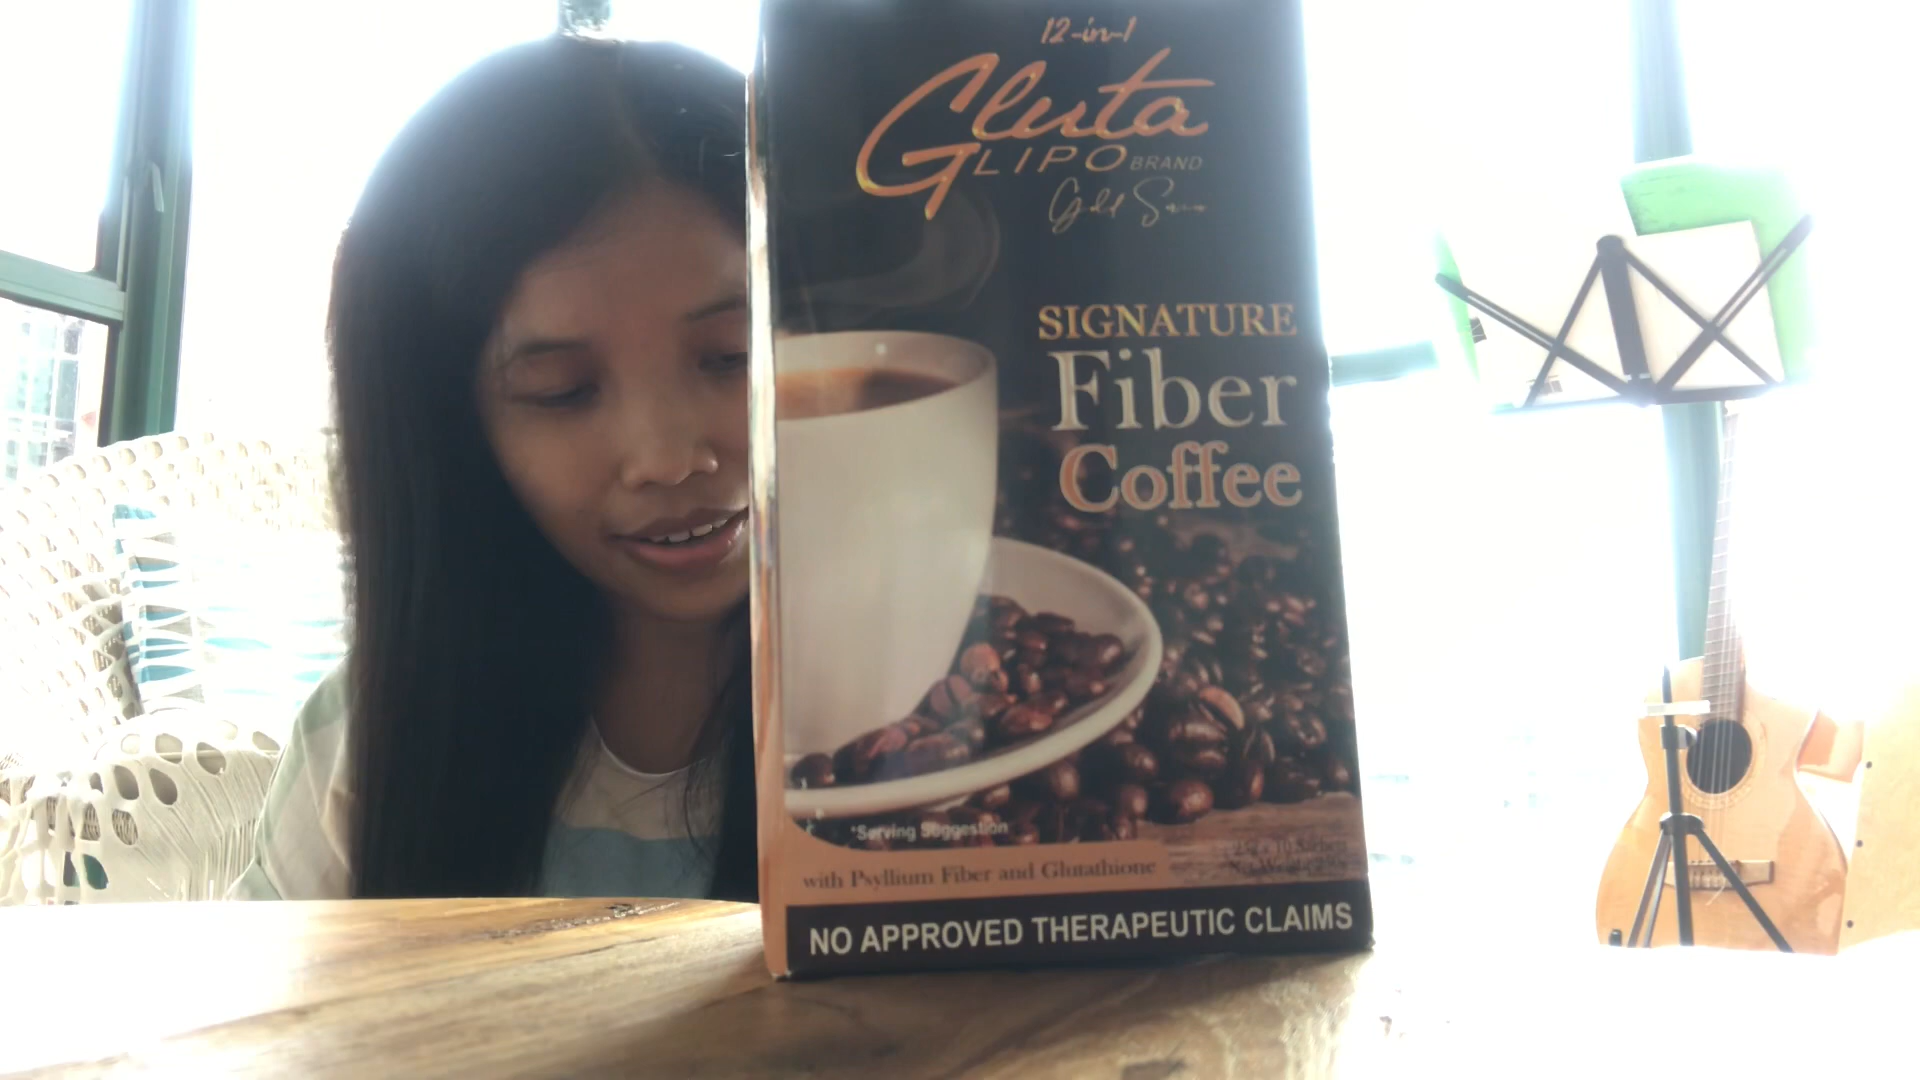 12-in-1
Gluta
LIPO BRAND
SIGNATURE
Fiber
Coffee
*Serving Suggestion
with Psyllium Fiber and Glutathione
NO APPROVED THERAPEUTIC CLAIMS